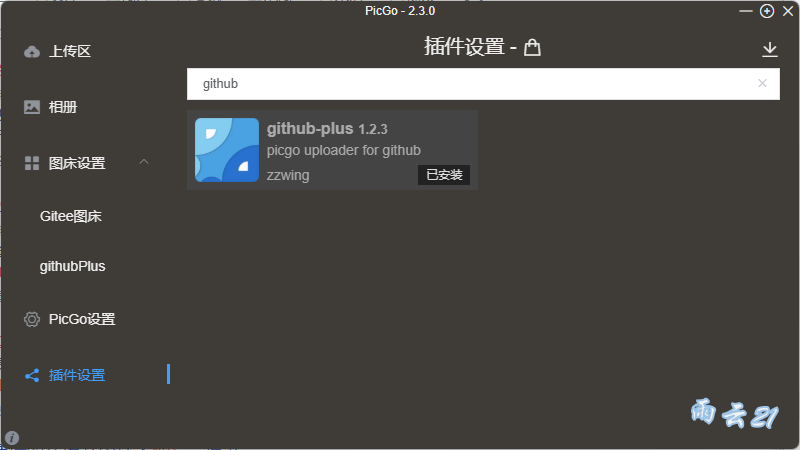 PicGo - 2.3.0
上传区
相册
图床设置
Gitee图床
githubPlus
PicGo设置
插件设置
插件设置 -
github
github-plus 1.2.3
picgo uploader for github
zzwing
已安装
雨云21